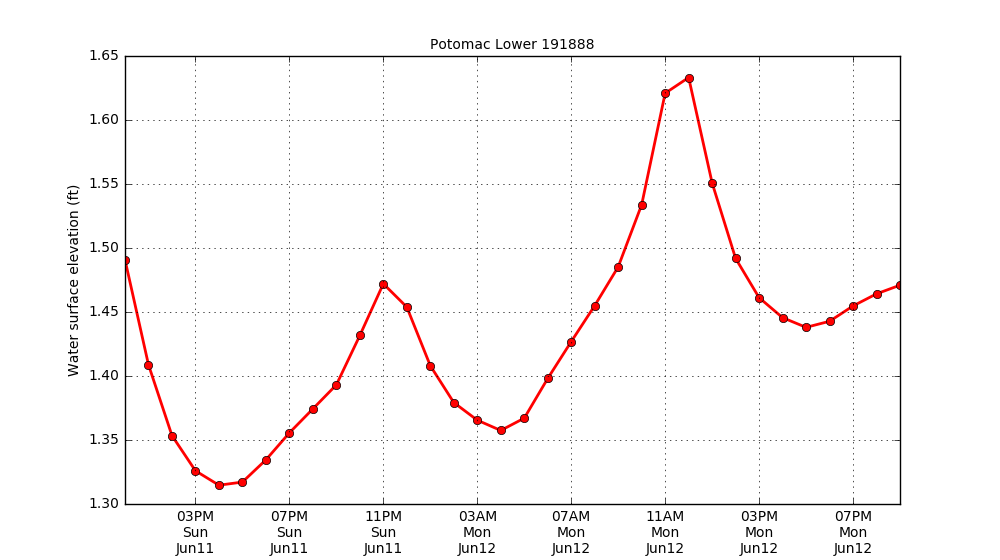 Potomac Lower 191888
Water surface elevation (ft)
1.65
1.60
1.55
1.50
1.45
1.40
1.35
1.30
03PM
Sun
Jun11
07PM
Sun
Jun11
11PM
Sun
Jun11
03AM
Mon
Jun12
07AM
Mon
Jun12
11AM
Mon
Jun12
03PM
Mon
Jun12
07PM
Mon
Jun12